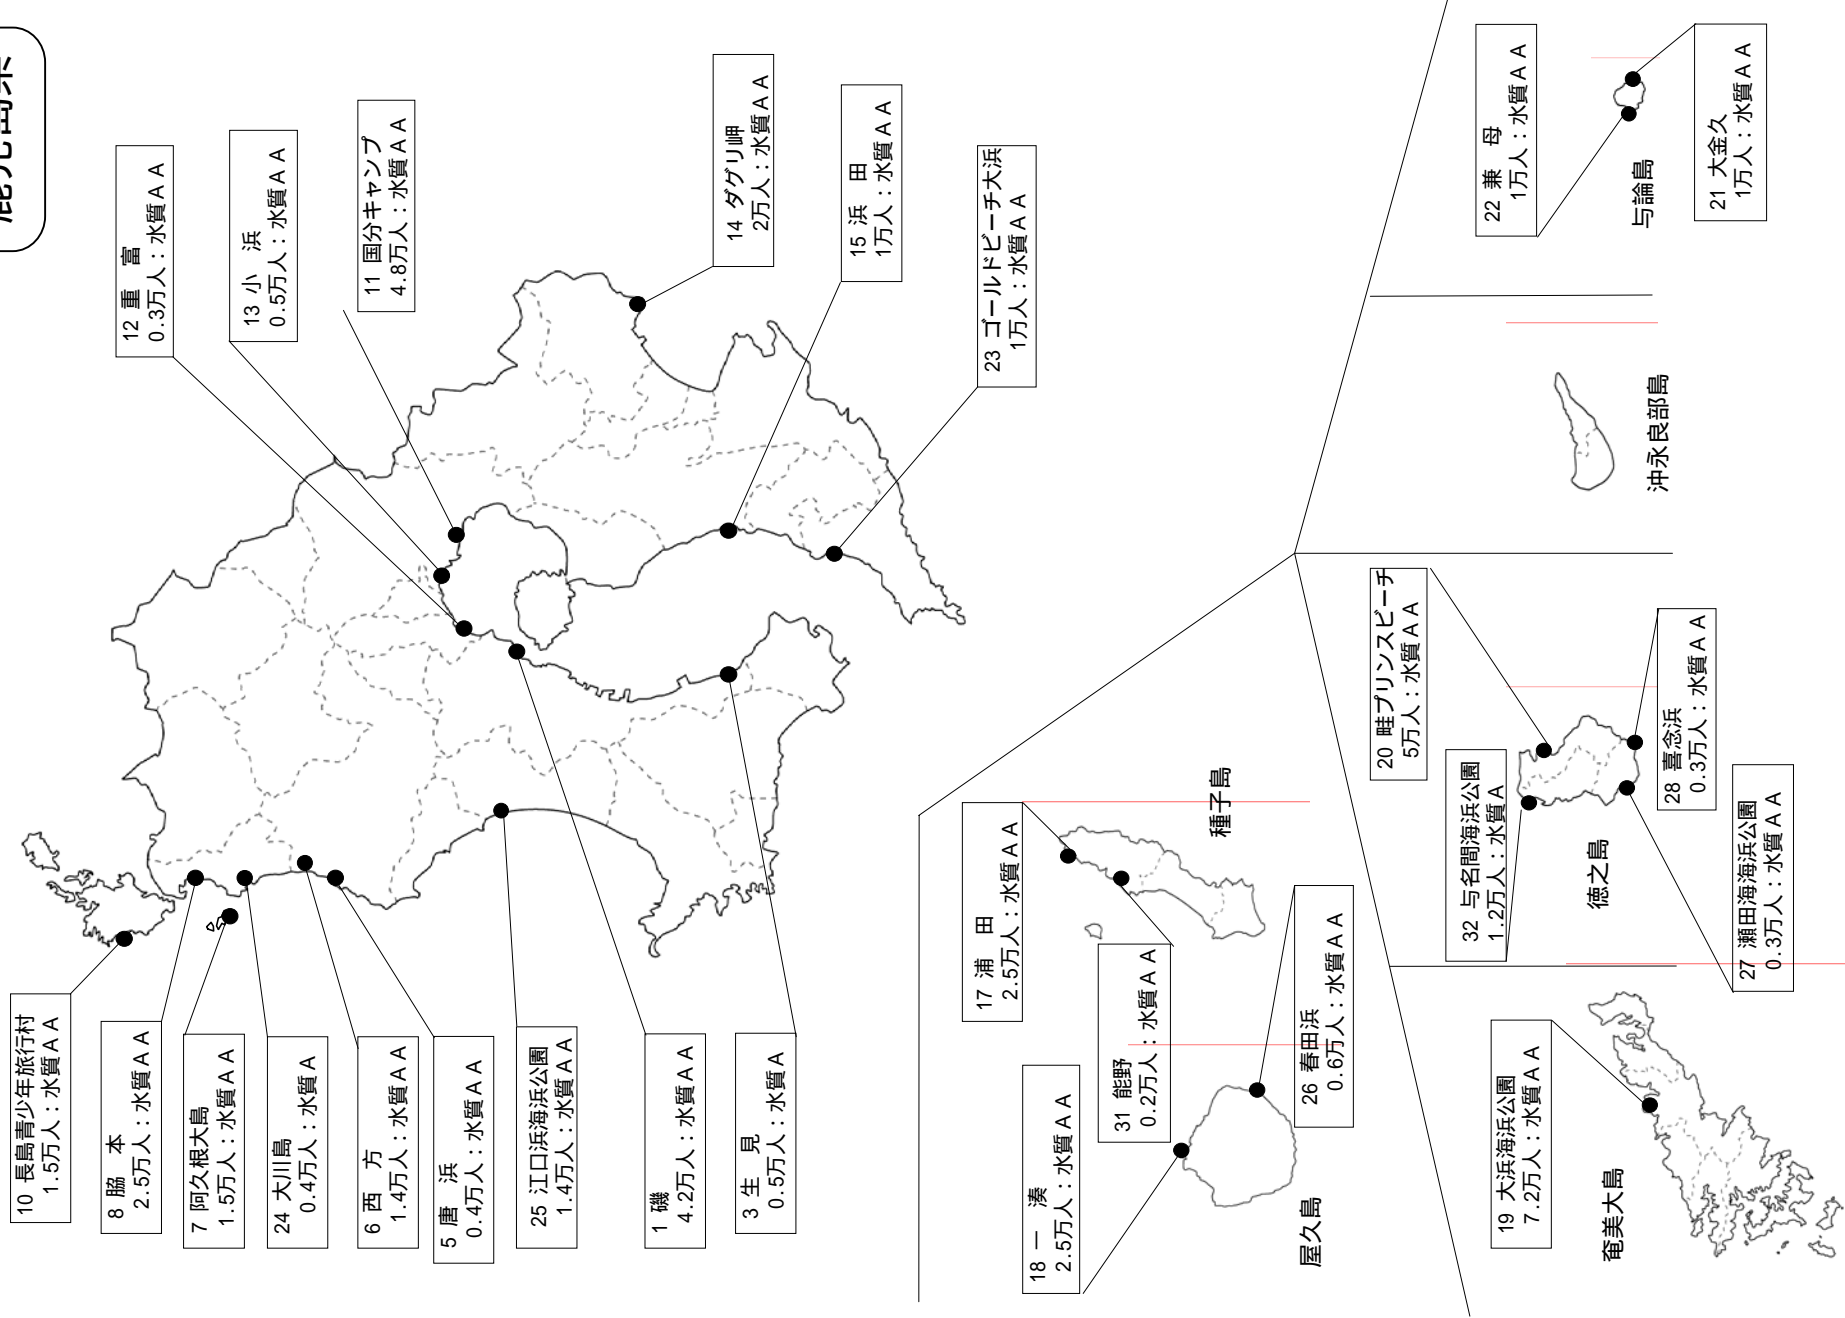 鹿児島県
12 重 富
0.3万人：水質ＡＡ
13 小 浜
0.5万人：水質ＡＡ
11 国分キャンプ
4.8万人：水質ＡＡ
14 ダグリ岬
2万人：水質ＡＡ
15 浜 田
1万人：水質ＡＡ
23 ゴールドビーチ大浜
1万人：水質ＡＡ
10 長島青少年旅行村
1.5万人：水質ＡＡ
8 脇 本
2.5万人：水質ＡＡ
7 阿久根大島
1.5万人：水質ＡＡ
24 大川島
0.4万人：水質Ａ
6 西 方
1.4万人：水質ＡＡ
5 唐 浜
0.4万人：水質ＡＡ
25 江口浜海浜公園
1.4万人：水質ＡＡ
1 磯
4.2万人：水質ＡＡ
3 生 見
0.5万人：水質Ａ
17 浦 田
2.5万人：水質ＡＡ
31 能野
0.2万人：水質ＡＡ
種子島
18 一 湊
2.5万人：水質ＡＡ
26 春田浜
0.6万人：水質ＡＡ
屋久島
22 兼 母
1万人：水質ＡＡ
21 大金久
1万人：水質ＡＡ
与論島
沖永良部島
20 畦プリンスビーチ
5万人：水質ＡＡ
32 与名間海浜公園
1.2万人：水質Ａ
28 喜念浜
0.3万人：水質ＡＡ
27 瀬田海海浜公園
0.3万人：水質ＡＡ
徳之島
19 大浜海浜公園
7.2万人：水質ＡＡ
奄美大島